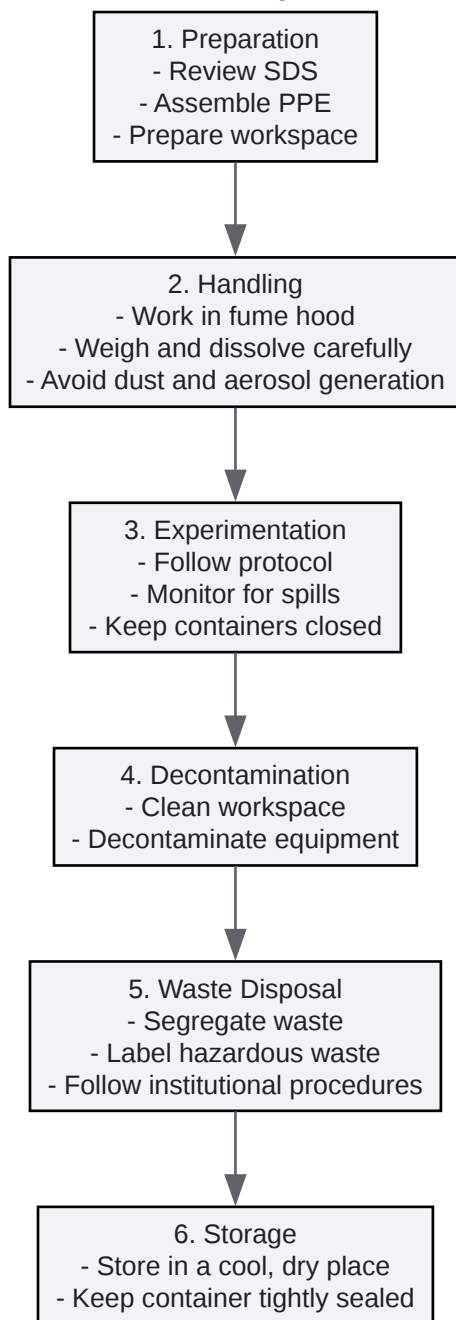 1. Preparation
- Review SDS
- Assemble PPE
- Prepare workspace
2. Handling
- Work in fume hood
- Weigh and dissolve carefully
- Avoid dust and aerosol generation
3. Experimentation
- Follow protocol
- Monitor for spills
- Keep containers closed
4. Decontamination
- Clean workspace
- Decontaminate equipment
5. Waste Disposal
- Segregate waste
- Label hazardous waste
- Follow institutional procedures
6. Storage
- Store in a cool, dry place
- Keep container tightly sealed